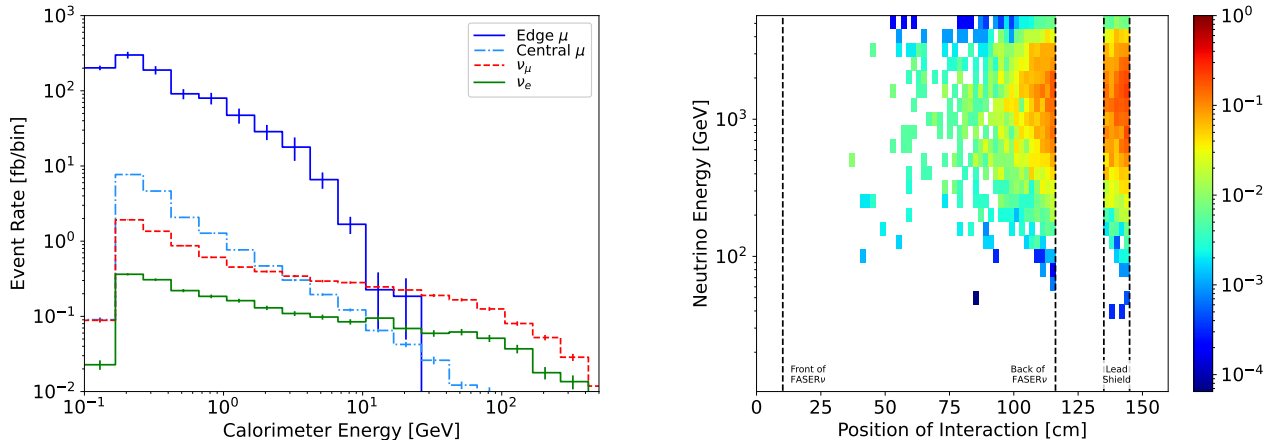 10³
10²
10¹
10⁰
10⁻¹
10⁻²
Event Rate [fb/bin]
10⁻¹ 10⁰ 10¹ 10²
Calorimeter Energy [GeV]
Edge μ
Central μ
ν_μ
ν_e
10³
10²
Neutrino Energy [GeV]
Front of
FASERν
Back of
FASERν
Lead
Shield
0 25 50 75 100 125 150
Position of Interaction [cm]
10⁰
10⁻¹
10⁻²
10⁻³
10⁻⁴